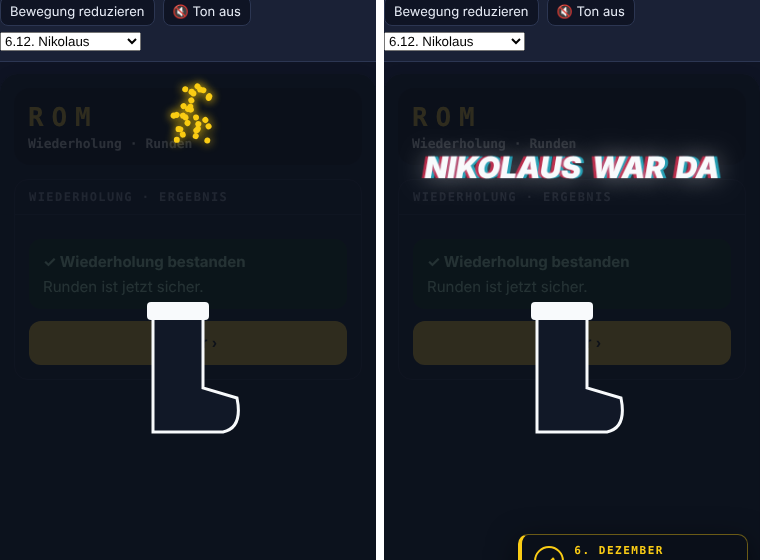 Bewegung reduzieren 🔇 Ton aus
6.12. Nikolaus
ROM
Wiederholung · Runden
WIEDERHOLUNG · ERGEBNIS
✓ Wiederholung bestanden
Runden ist jetzt sicher.
›
Bewegung reduzieren 🔇 Ton aus
6.12. Nikolaus
ROM
Wiederholung · Runden
NIKOLAUS WAR DA
WIEDERHOLUNG · ERGEBNIS
✓ Wiederholung bestanden
Runden ist jetzt sicher.
›
6. DEZEMBER